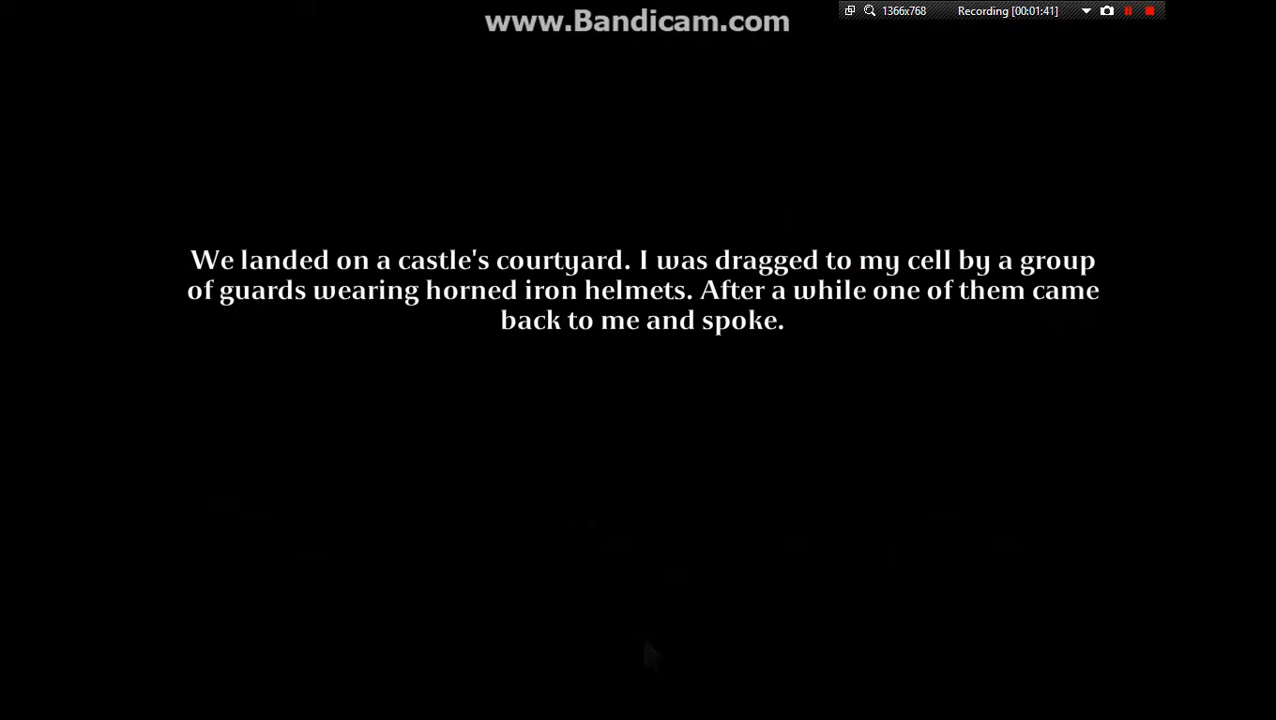 www.Bandicam.com
1366x768 Recording [00:01:41]
We landed on a castle's courtyard. I was dragged to my cell by a group
of guards wearing horned iron helmets. After a while one of them came
back to me and spoke.